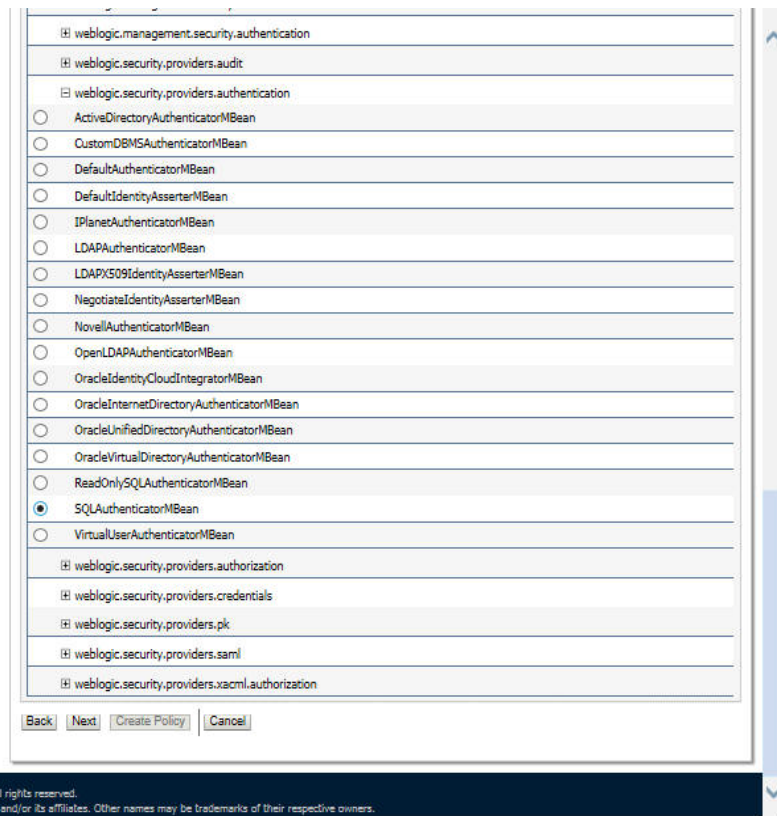 weblogic.management.security.authentication
weblogic.security.providers.audit
weblogic.security.providers.authentication
ActiveDirectoryAuthenticatorMBean
CustomDBMSAuthenticatorMBean
DefaultAuthenticatorMBean
DefaultIdentityAsserterMBean
IPlanetAuthenticatorMBean
LDAPAuthenticatorMBean
LDAPX509IdentityAsserterMBean
NegotiateIdentityAsserterMBean
NovellAuthenticatorMBean
OpenLDAPAuthenticatorMBean
OracleIdentityCloudIntegratorMBean
OracleInternetDirectoryAuthenticatorMBean
OracleUnifiedDirectoryAuthenticatorMBean
OracleVirtualDirectoryAuthenticatorMBean
ReadOnlySQLAuthenticatorMBean
SQLAuthenticatorMBean
VirtualUserAuthenticatorMBean
weblogic.security.providers.authorization
weblogic.security.providers.credentials
weblogic.security.providers.pk
weblogic.security.providers.saml
weblogic.security.providers.xacml.authorization
Back Next Create Policy Cancel
rights reserved.
and/or its affiliates. Other names may be trademarks of their respective owners.